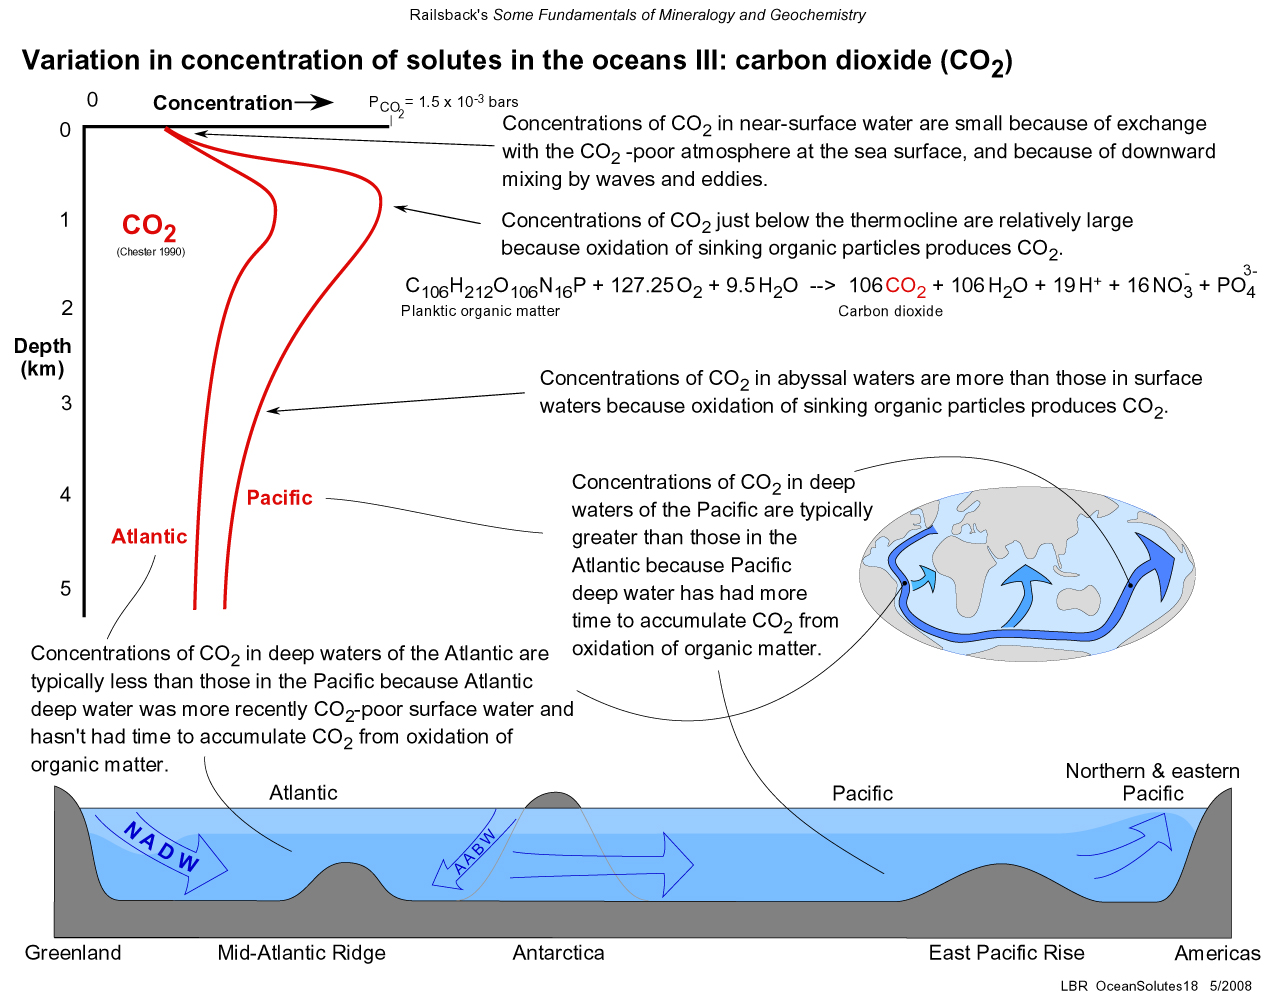 Railsback's Some Fundamentals of Mineralogy and Geochemistry
Variation in concentration of solutes in the oceans III: carbon dioxide (CO2)
0
Concentration
PCO2 = 1.5 x 10-3 bars
0
1
2
Depth
(km)
3
4
5
CO2
(Chester 1990)
Concentrations of CO2 in near-surface water are small because of exchange
with the CO2 -poor atmosphere at the sea surface, and because of downward
mixing by waves and eddies.
Concentrations of CO2 just below the thermocline are relatively large
because oxidation of sinking organic particles produces CO2.
C106H212O106N16P + 127.25 O2 + 9.5 H2O --> 106 CO2 + 106 H2O + 19 H+ + 16 NO3- + PO43-
Planktic organic matter
Carbon dioxide
Concentrations of CO2 in abyssal waters are more than those in surface
waters because oxidation of sinking organic particles produces CO2.
Pacific
Atlantic
Concentrations of CO2 in deep
waters of the Pacific are typically
greater than those in the
Atlantic because Pacific
deep water has had more
time to accumulate CO2 from
oxidation of organic matter.
Concentrations of CO2 in deep waters of the Atlantic are
typically less than those in the Pacific because Atlantic
deep water was more recently CO2-poor surface water and
hasn't had time to accumulate CO2 from oxidation of
organic matter.
Atlantic
Pacific
Northern & eastern
Pacific
NADW
AABW
Greenland
Mid-Atlantic Ridge
Antarctica
East Pacific Rise
Americas
LBR OceanSolutes18 5/2008